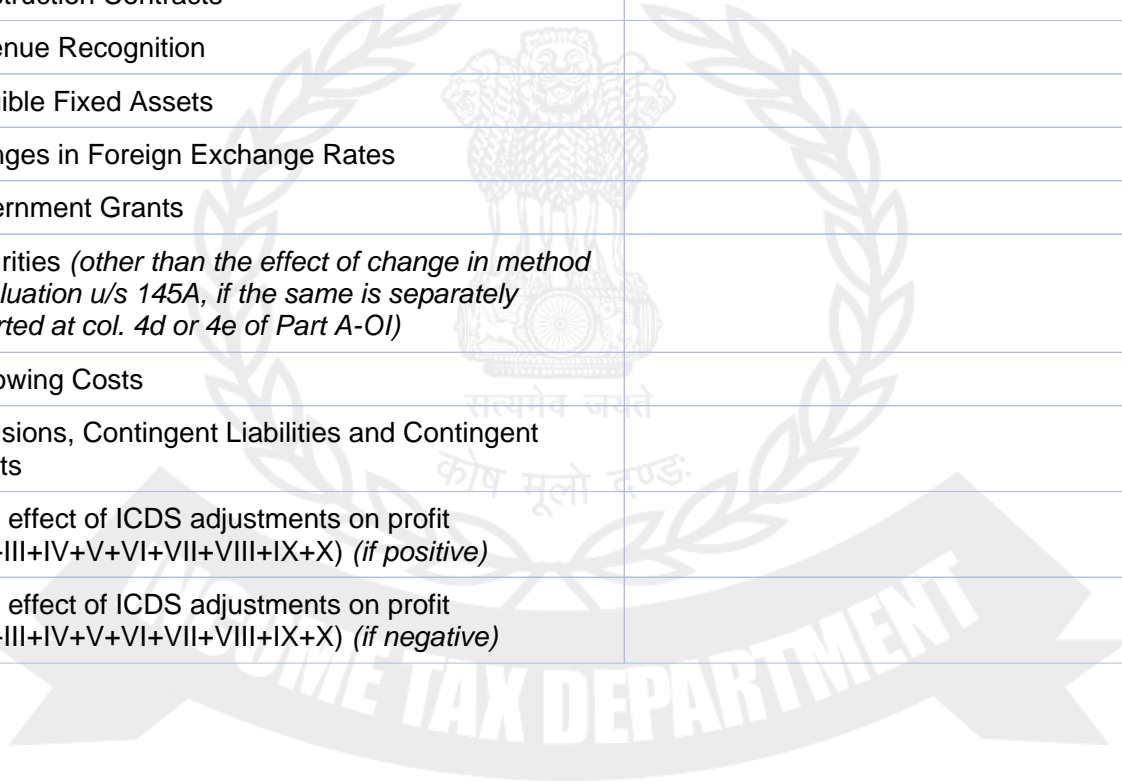 struction Contracts
enue Recognition
ible Fixed Assets
nges in Foreign Exchange Rates
ernment Grants
rities (other than the effect of change in method
luation u/s 145A, if the same is separately
rted at col. 4d or 4e of Part A-OI)
owing Costs
सत्यमेव जयते
sions, Contingent Liabilities and Contingent
ts
कोष मूलो दण्ड:
effect of ICDS adjustments on profit
III+IV+V+VI+VII+VIII+IX+X) (if positive)
effect of ICDS adjustments on profit
III+IV+V+VI+VII+VIII+IX+X) (if negative)
INCOME TAX DEPARTMENT